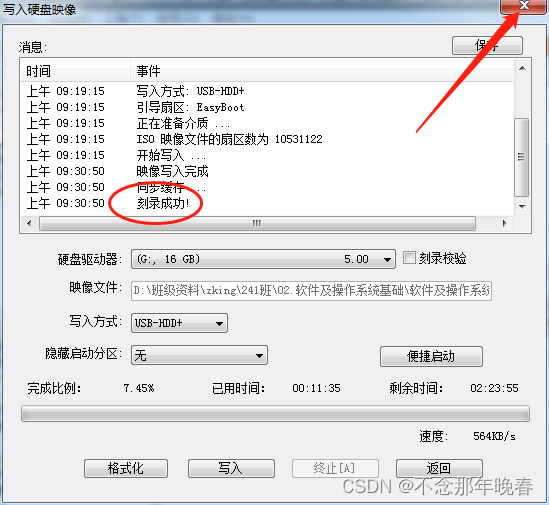 写入硬盘映像
消息:
保存
时间 事件
上午 09:19:15 写入方式: USB-HDD+
上午 09:19:15 引导扇区: EasyBoot
上午 09:19:15 正在准备介质 ...
上午 09:19:15 ISO 映像文件的扇区数为 10531122
上午 09:19:15 开始写入 ...
上午 09:30:50 映像写入完成
上午 09:30:50 同步缓存 ...
上午 09:30:50 刻录成功!
硬盘驱动器: (G:, 16 GB) 5.00 刻录校验
映像文件: D:\班级资料\zking\241班\02.软件及操作系统基础\软件及操作系统
写入方式: USB-HDD+
隐藏启动分区: 无 便捷启动
完成比例: 7.45% 已用时间: 00:11:35 剩余时间: 02:23:55
速度: 564KB/s
格式化 写入 终止[A] 返回
CSDN @不念那年晚春